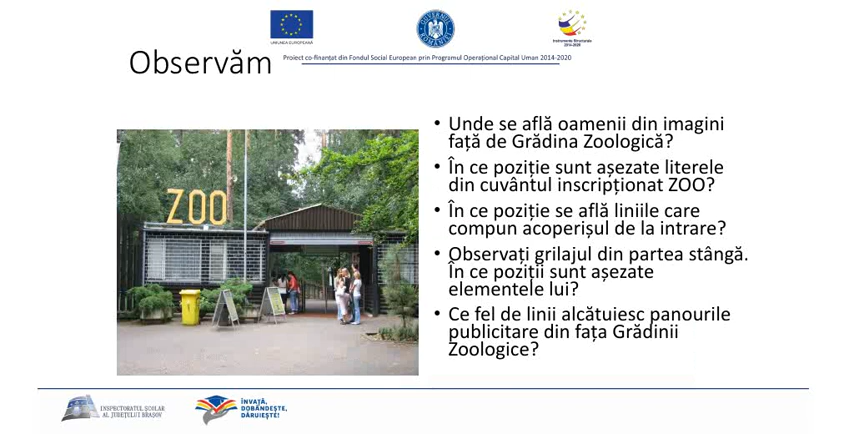 UNIUNEA EUROPEANĂ
GUVERNUL ROMÂNIEI
Instrumente Structurale
2014-2020
Proiect co-finanțat din Fondul Social European prin Programul Operațional Capital Uman 2014-2020
Observăm
ZOO
• Unde se află oamenii din imagini
față de Grădina Zoologică?
• În ce poziție sunt așezate literele
din cuvântul inscripționat ZOO?
• În ce poziție se află liniile care
compun acoperișul de la intrare?
• Observați grilajul din partea stângă.
În ce poziții sunt așezate
elementele lui?
• Ce fel de linii alcătuiesc panourile
publicitare din fața Grădinii
Zoologice?
INSPECTORATUL ȘCOLAR
AL JUDEȚULUI BRAȘOV
ÎNVAȚĂ,
DOBÂNDEȘTE,
DĂRUIEȘTE!